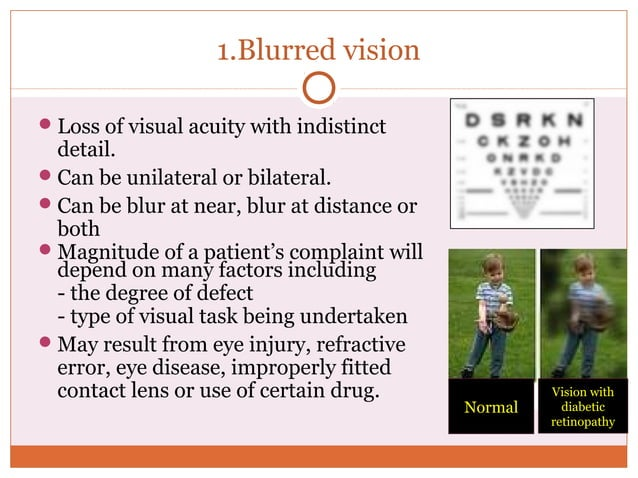 1.Blurred vision
Loss of visual acuity with indistinct
detail.
Can be unilateral or bilateral.
Can be blur at near, blur at distance or
both
Magnitude of a patient’s complaint will
depend on many factors including
- the degree of defect
- type of visual task being undertaken
May result from eye injury, refractive
error, eye disease, improperly fitted
contact lens or use of certain drug.
D S R K N
C K Z O H
O N R K D
K Z V D C
Normal
Vision with
diabetic
retinopathy